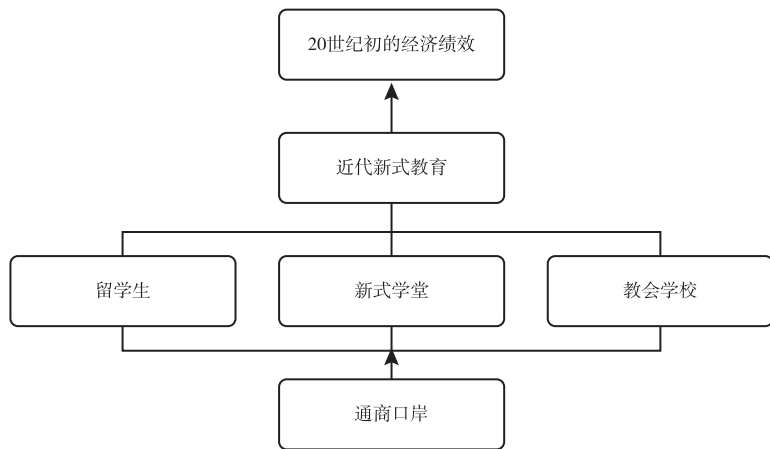 20世纪初的经济绩效
近代新式教育
留学生
新式学堂
教会学校
通商口岸